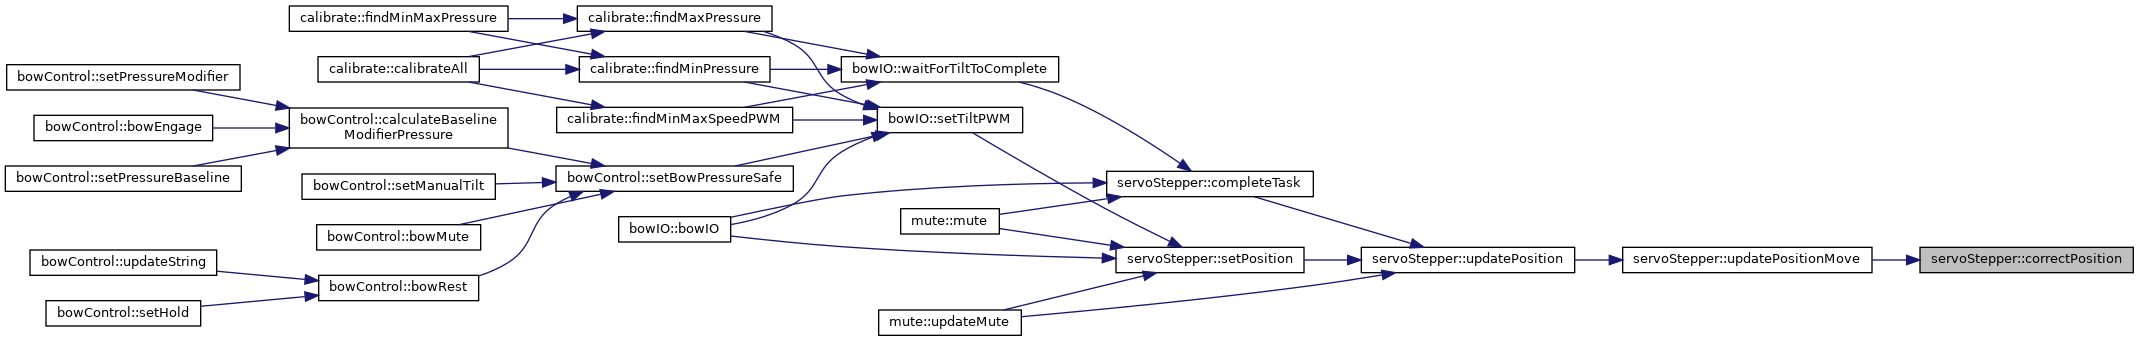 calibrate::findMinMaxPressure
calibrate::findMaxPressure
bowControl::setPressureModifier
calibrate::calibrateAll
calibrate::findMinPressure
bowIO::waitForTiltToComplete
bowControl::bowEngage
bowControl::calculateBaseline
ModifierPressure
calibrate::findMinMaxSpeedPWM
bowIO::setTiltPWM
bowControl::setPressureBaseline
bowControl::setManualTilt
bowControl::setBowPressureSafe
servoStepper::completeTask
bowControl::bowMute
bowIO::bowIO
mute::mute
bowControl::updateString
bowControl::bowRest
servoStepper::setPosition
servoStepper::updatePosition
servoStepper::updatePositionMove
servoStepper::correctPosition
bowControl::setHold
mute::updateMute